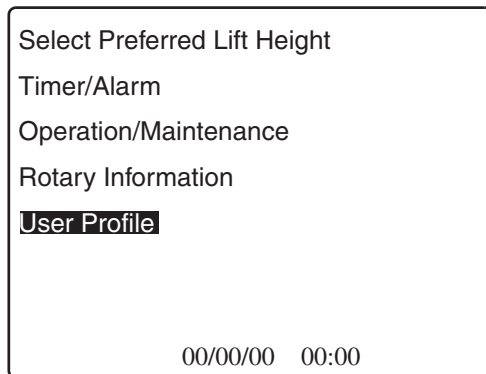 Select Preferred Lift Height
Timer/Alarm
Operation/Maintenance
Rotary Information
User Profile
00/00/00 00:00